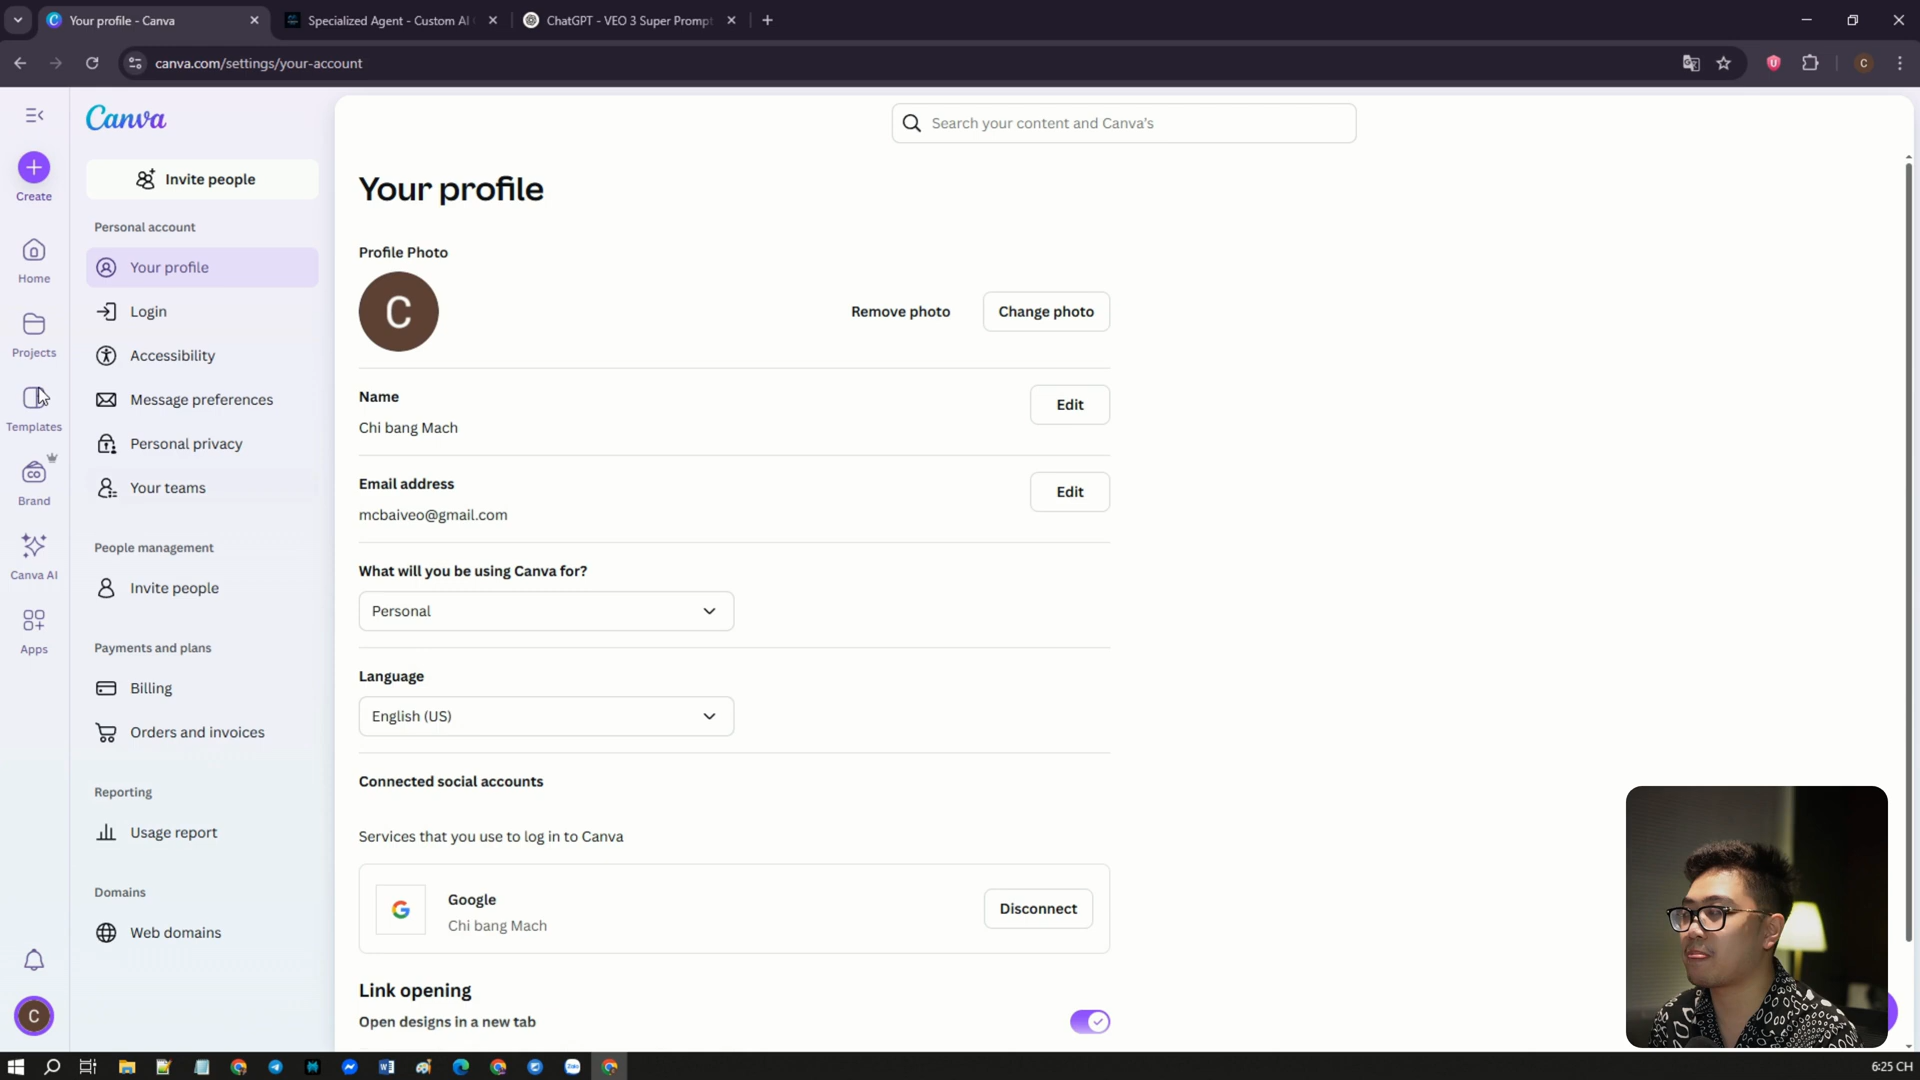 Your profile - Canva
Specialized Agent - Custom AI
ChatGPT - VEO 3 Super Prompt
canva.com/settings/your-account
C
Canva
Search your content and Canva's
Create
Home
Projects
Templates
CO
Brand
Canva AI
Apps
C
Invite people
Personal account
Your profile
Login
Accessibility
Message preferences
Personal privacy
Your teams
People management
Invite people
Payments and plans
Billing
Orders and invoices
Reporting
Usage report
Domains
Web domains
Your profile
Profile Photo
C
Remove photo
Change photo
Name
Chi bang Mach
Edit
Email address
mcbaiveo@gmail.com
Edit
What will you be using Canva for?
Personal
Language
English (US)
Connected social accounts
Services that you use to log in to Canva
Google
Chi bang Mach
Disconnect
Link opening
Open designs in a new tab
6:25 CH